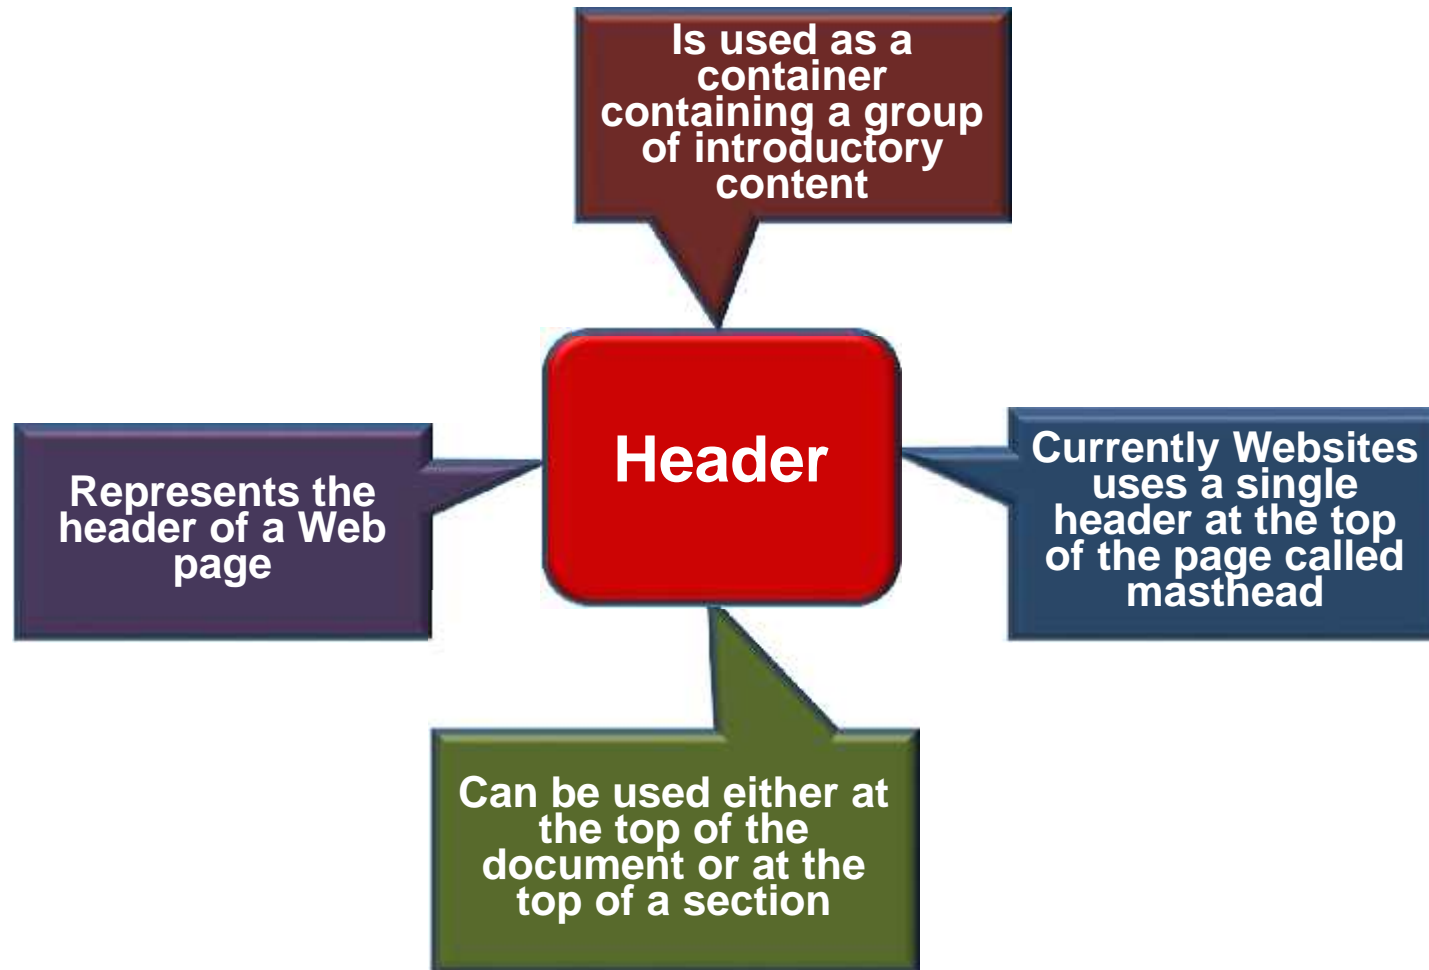 Is used as a
container
containing a group
of introductory
content
Header
Represents the
header of a Web
page
Currently Websites
uses a single
header at the top
of the page called
masthead
Can be used either at
the top of the
document or at the
top of a section